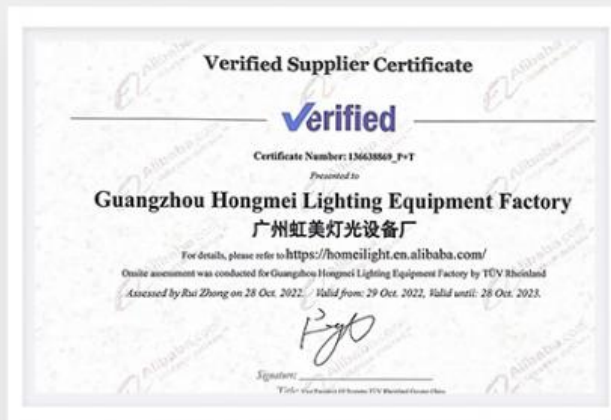 Verified Supplier Certificate
Verified
Certificate Number: 136638869_P+T
Presented to
Guangzhou Hongmei Lighting Equipment Factory
广州虹美灯光设备厂
For details, please refer to https://homeilight.en.alibaba.com/
Onsite assessment was conducted for Guangzhou Hongmei Lighting Equipment Factory by TÜV Rheinland
Assessed by Rui Zhong on 28 Oct. 2022. Valid from: 29 Oct. 2022, Valid until: 28 Oct. 2023.
Signature:
Title:
Alibaba.com